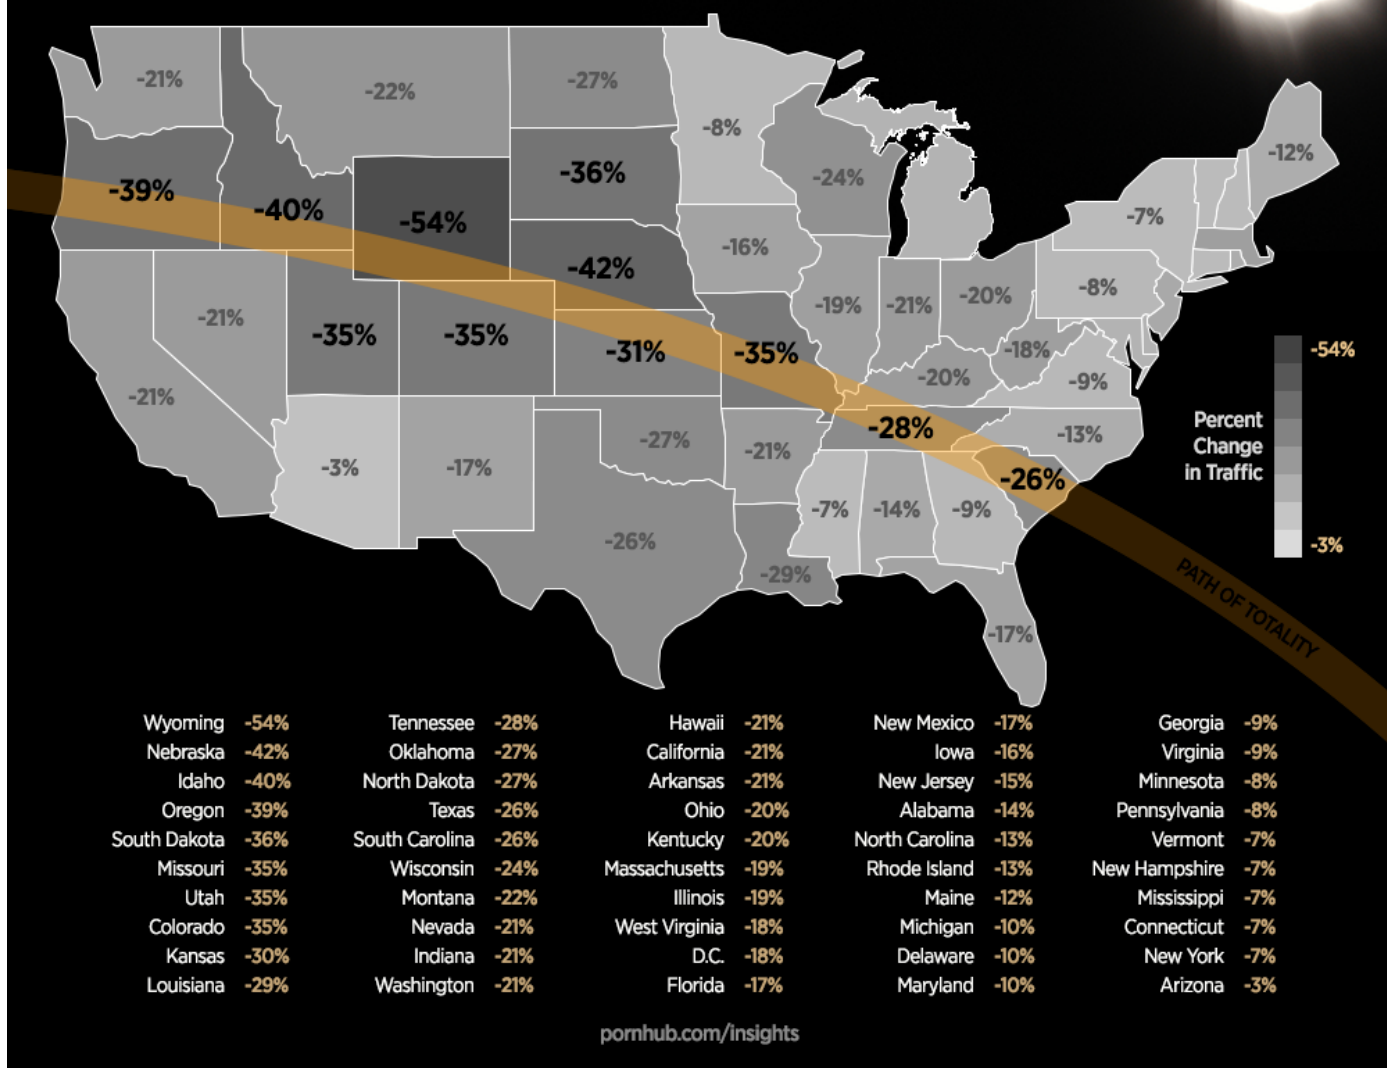 -21%
-22%
-27%
-8%
-12%
-39%
-40%
-54%
-36%
-24%
-7%
-42%
-16%
-8%
-21%
-35%
-35%
-31%
-35%
-19%
-21%
-20%
-18%
-9%
-20%
-21%
-3%
-17%
-27%
-21%
-28%
-13%
-26%
-7%
-14%
-9%
-26%
-29%
-17%
-54%
Percent
Change
in Traffic
-3%
PATH OF TOTALITY
Wyoming -54% Tennessee -28% Hawaii -21% New Mexico -17% Georgia -9%
Nebraska -42% Oklahoma -27% California -21% Iowa -16% Virginia -9%
Idaho -40% North Dakota -27% Arkansas -21% New Jersey -15% Minnesota -8%
Oregon -39% Texas -26% Ohio -20% Alabama -14% Pennsylvania -8%
South Dakota -36% South Carolina -26% Kentucky -20% North Carolina -13% Vermont -7%
Missouri -35% Wisconsin -24% Massachusetts -19% Rhode Island -13% New Hampshire -7%
Utah -35% Montana -22% Illinois -19% Maine -12% Mississippi -7%
Colorado -35% Nevada -21% West Virginia -18% Michigan -10% Connecticut -7%
Kansas -30% Indiana -21% D.C. -18% Delaware -10% New York -7%
Louisiana -29% Washington -21% Florida -17% Maryland -10% Arizona -3%
pornhub.com/insights